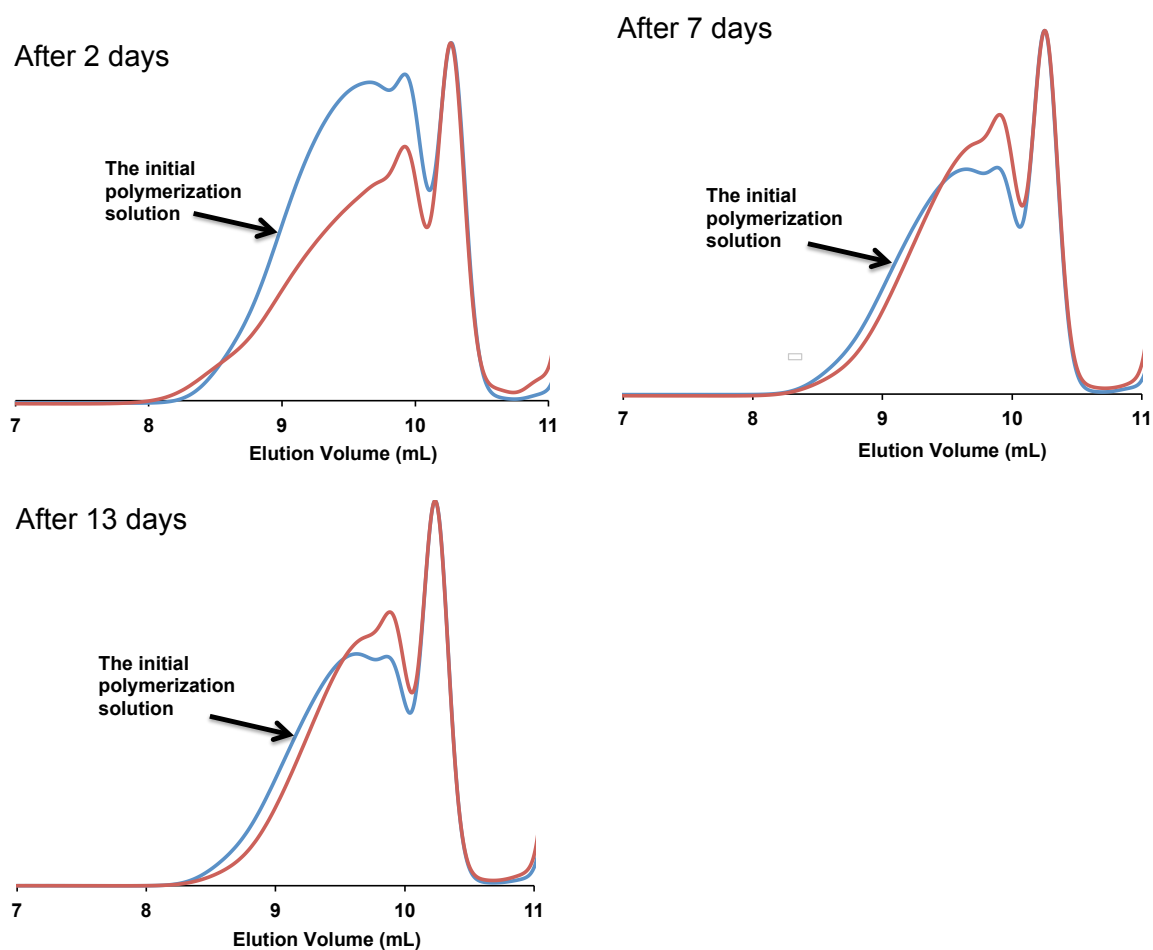 After 2 days
The initial
polymerization
solution
7 8 9 10 11
Elution Volume (mL)
After 7 days
The initial
polymerization
solution
7 8 9 10 11
Elution Volume (mL)
After 13 days
The initial
polymerization
solution
7 8 9 10 11
Elution Volume (mL)